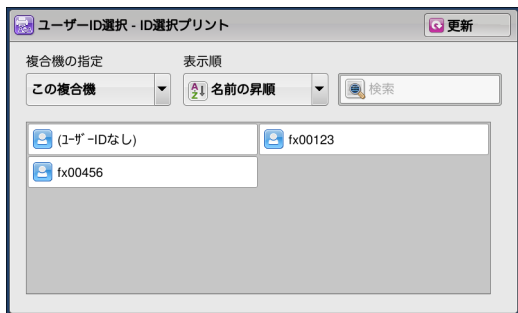 ユーザーID選択 - ID選択プリント
更新
複合機の指定
表示順
この複合機
名前の昇順
検索
(ﾕｰｻﾞｰIDなし)
fx00123
fx00456